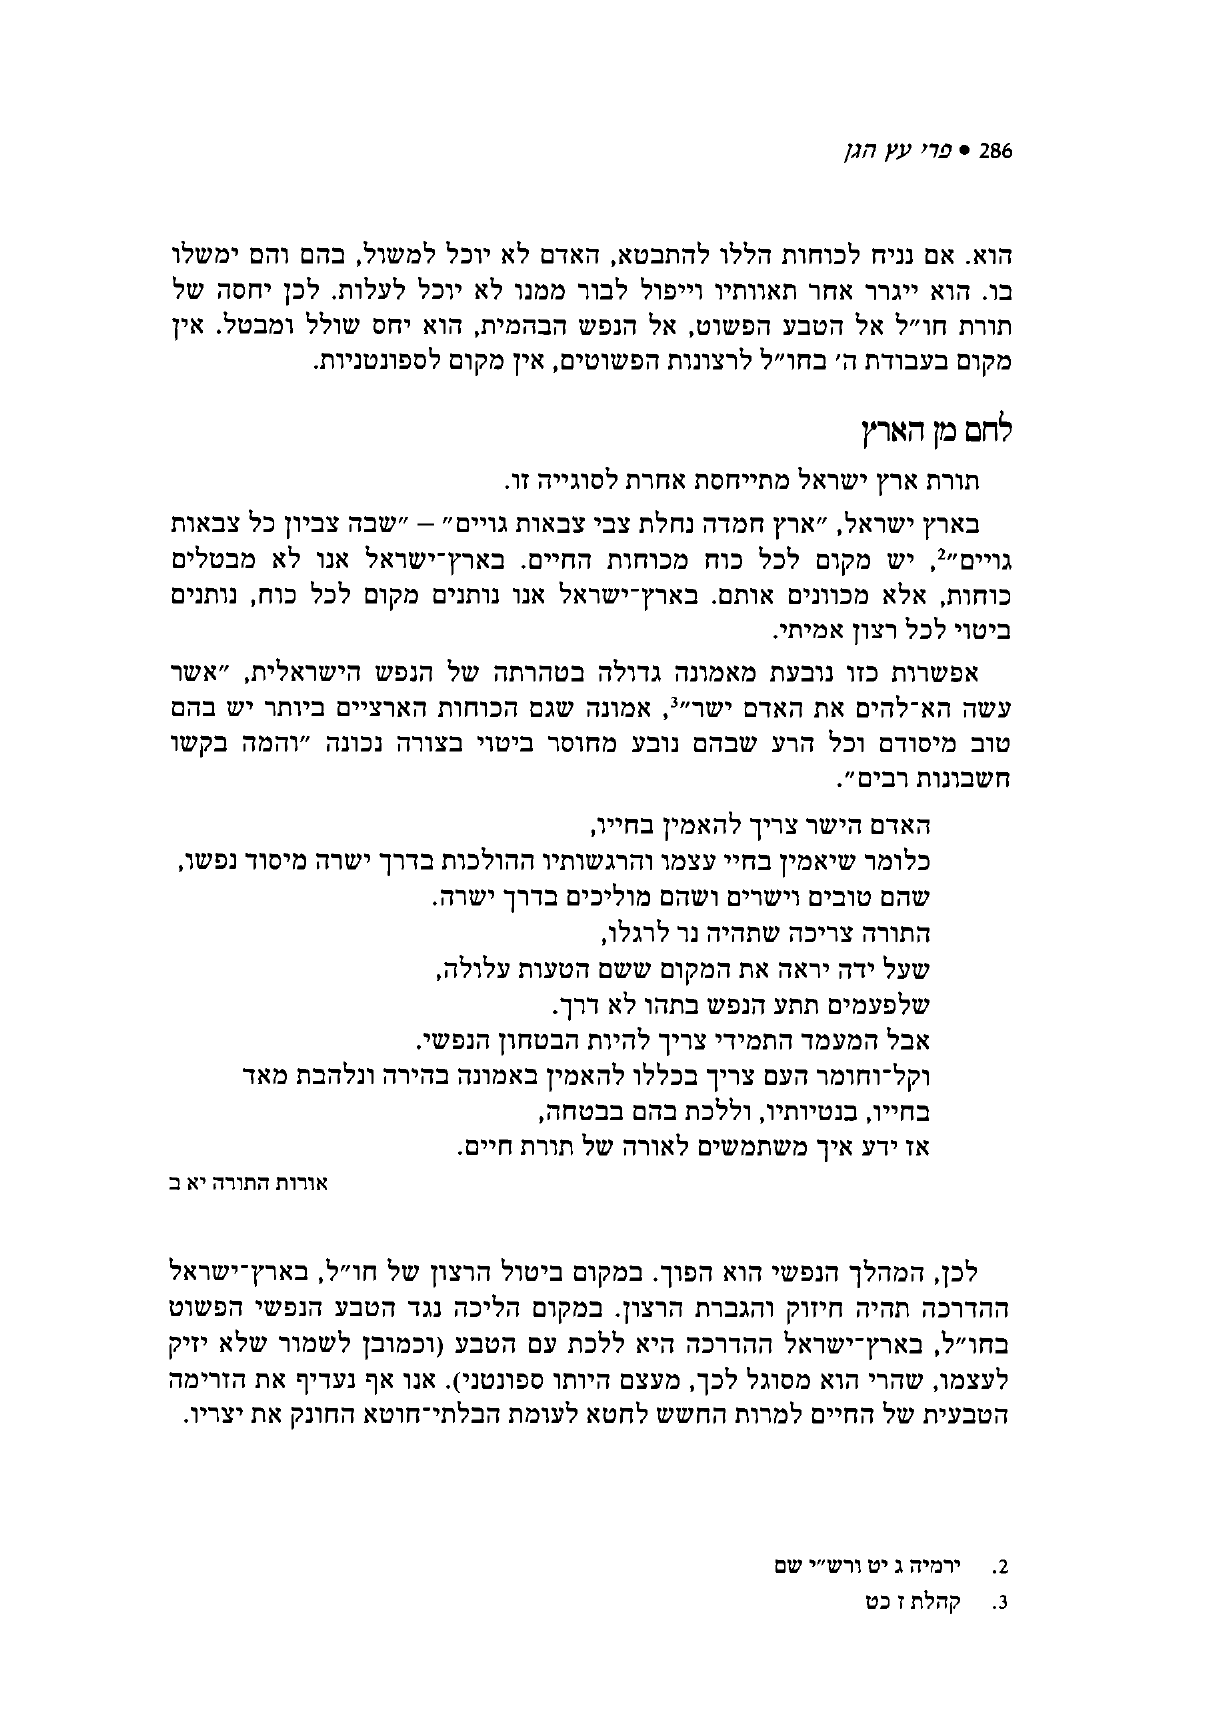 286 • פרי עץ הגן
הוא. אם נניח לכוחות הללו להתבטא, האדם לא יוכל למשול, בהם והם ימשלו
בו. הוא ייגרר אחר תאוותיו וייפול לבור ממנו לא יוכל לעלות. לכן יחסה של
תורת חו״ל אל הטבע הפשוט, אל הנפש הבהמית, הוא יחס שולל ומבטל. אין
מקום בעבודת ה׳ בחו״ל לרצונות הפשוטים, אין מקום לספונטניות.
לחם מן הארץ
תורת ארץ ישראל מתייחסת אחרת לסוגייה זו.
בארץ ישראל, ״ארץ חמדה נחלת צבי צבאות גויים״ – ״שבה צביון כל צבאות
גויים״2, יש מקום לכל כוח מכוחות החיים. בארץ־ישראל אנו לא מבטלים
כוחות, אלא מכוונים אותם. בארץ־ישראל אנו נותנים מקום לכל כוח, נותנים
ביטוי לכל רצון אמיתי.
אפשרות כזו נובעת מאמונה גדולה בטהרתה של הנפש הישראלית, ״אשר
עשה הא־להים את האדם ישר״3, אמונה שגם הכוחות הארציים ביותר יש בהם
טוב מיסודם וכל הרע שבהם נובע מחוסר ביטוי בצורה נכונה ״והמה בקשו
חשבונות רבים״.
האדם הישר צריך להאמין בחייו,
כלומר שיאמין בחיי עצמו והרגשותיו ההולכות בדרך ישרה מיסוד נפשו,
שהם טובים וישרים ושהם מוליכים בדרך ישרה.
התורה צריכה שתהיה נר לרגלו,
שעל ידה יראה את המקום ששם הטעות עלולה,
שלפעמים תתע הנפש בתהו לא דרך.
אבל המעמד התמידי צריך להיות הבטחון הנפשי.
וקל־וחומר העם צריך בכללו להאמין באמונה בהירה ונלהבת מאד
בחייו, בנטיותיו, וללכת בהם בבטחה,
אז ידע איך משתמשים לאורה של תורת חיים.
אורות התורה יא ב
לכן, המהלך הנפשי הוא הפוך. במקום ביטול הרצון של חו״ל, בארץ־ישראל
ההדרכה תהיה חיזוק והגברת הרצון. במקום הליכה נגד הטבע הנפשי הפשוט
בחו״ל, בארץ־ישראל ההדרכה היא ללכת עם הטבע (וכמובן לשמור שלא יזיק
לעצמו, שהרי הוא מסוגל לכך, מעצם היותו ספונטני). אנו אף נעדיף את הזרימה
הטבעית של החיים למרות החשש לחטא לעומת הבלתי־חוטא החונק את יצריו.
2. ירמיה ג יט ורש״י שם
3. קהלת ז כט